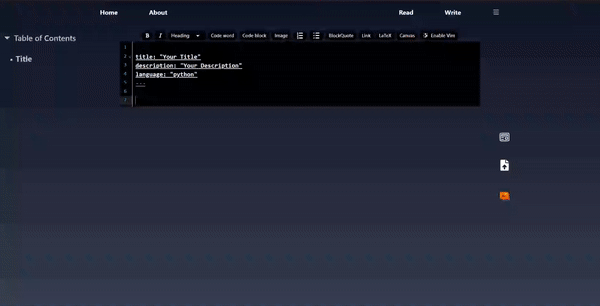 Home About Read Write
B I Heading Code word Code block Image BlockQuote Link LaTeX Canvas Enable Vim
Table of Contents
Title
1
2 title: "Your Title"
3 description: "Your Description"
4 language: "python"
5 ---
6
7